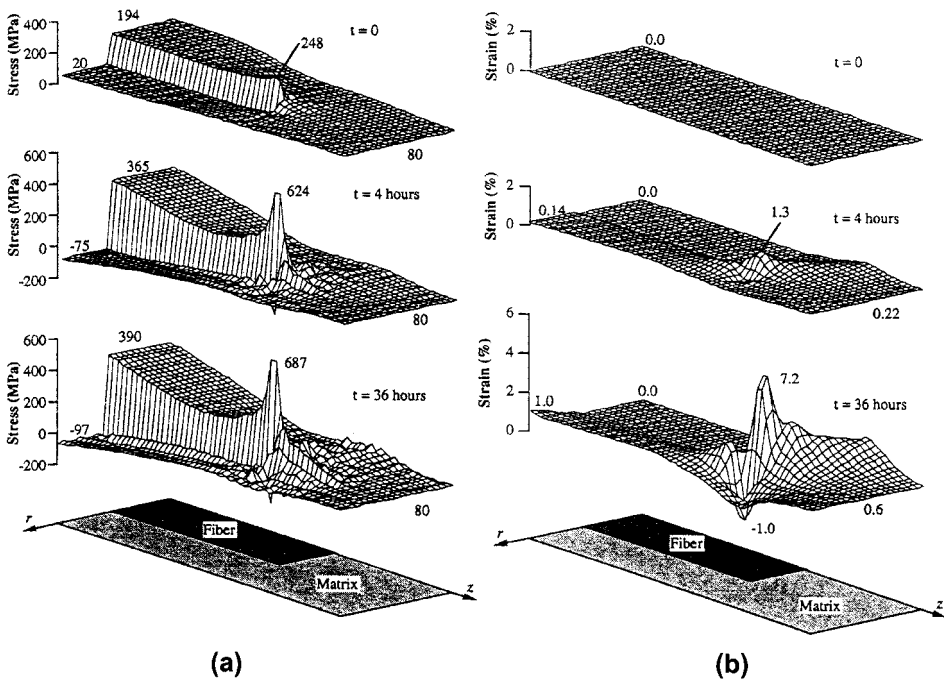 400
300
200
100
0
Stress (MPa)
194
20
248
t = 0
80
600
400
200
0
-200
Stress (MPa)
365
-75
624
t = 4 hours
80
600
400
200
0
-200
Stress (MPa)
390
-97
687
t = 36 hours
80
r
Fiber
Matrix
z
(a)
2
0
Strain (%)
0.0
t = 0
2
0
Strain (%)
0.14
0.0
1.3
t = 4 hours
0.22
6
4
2
0
Strain (%)
1.0
0.0
7.2
t = 36 hours
-1.0
0.6
r
Fiber
Matrix
z
(b)